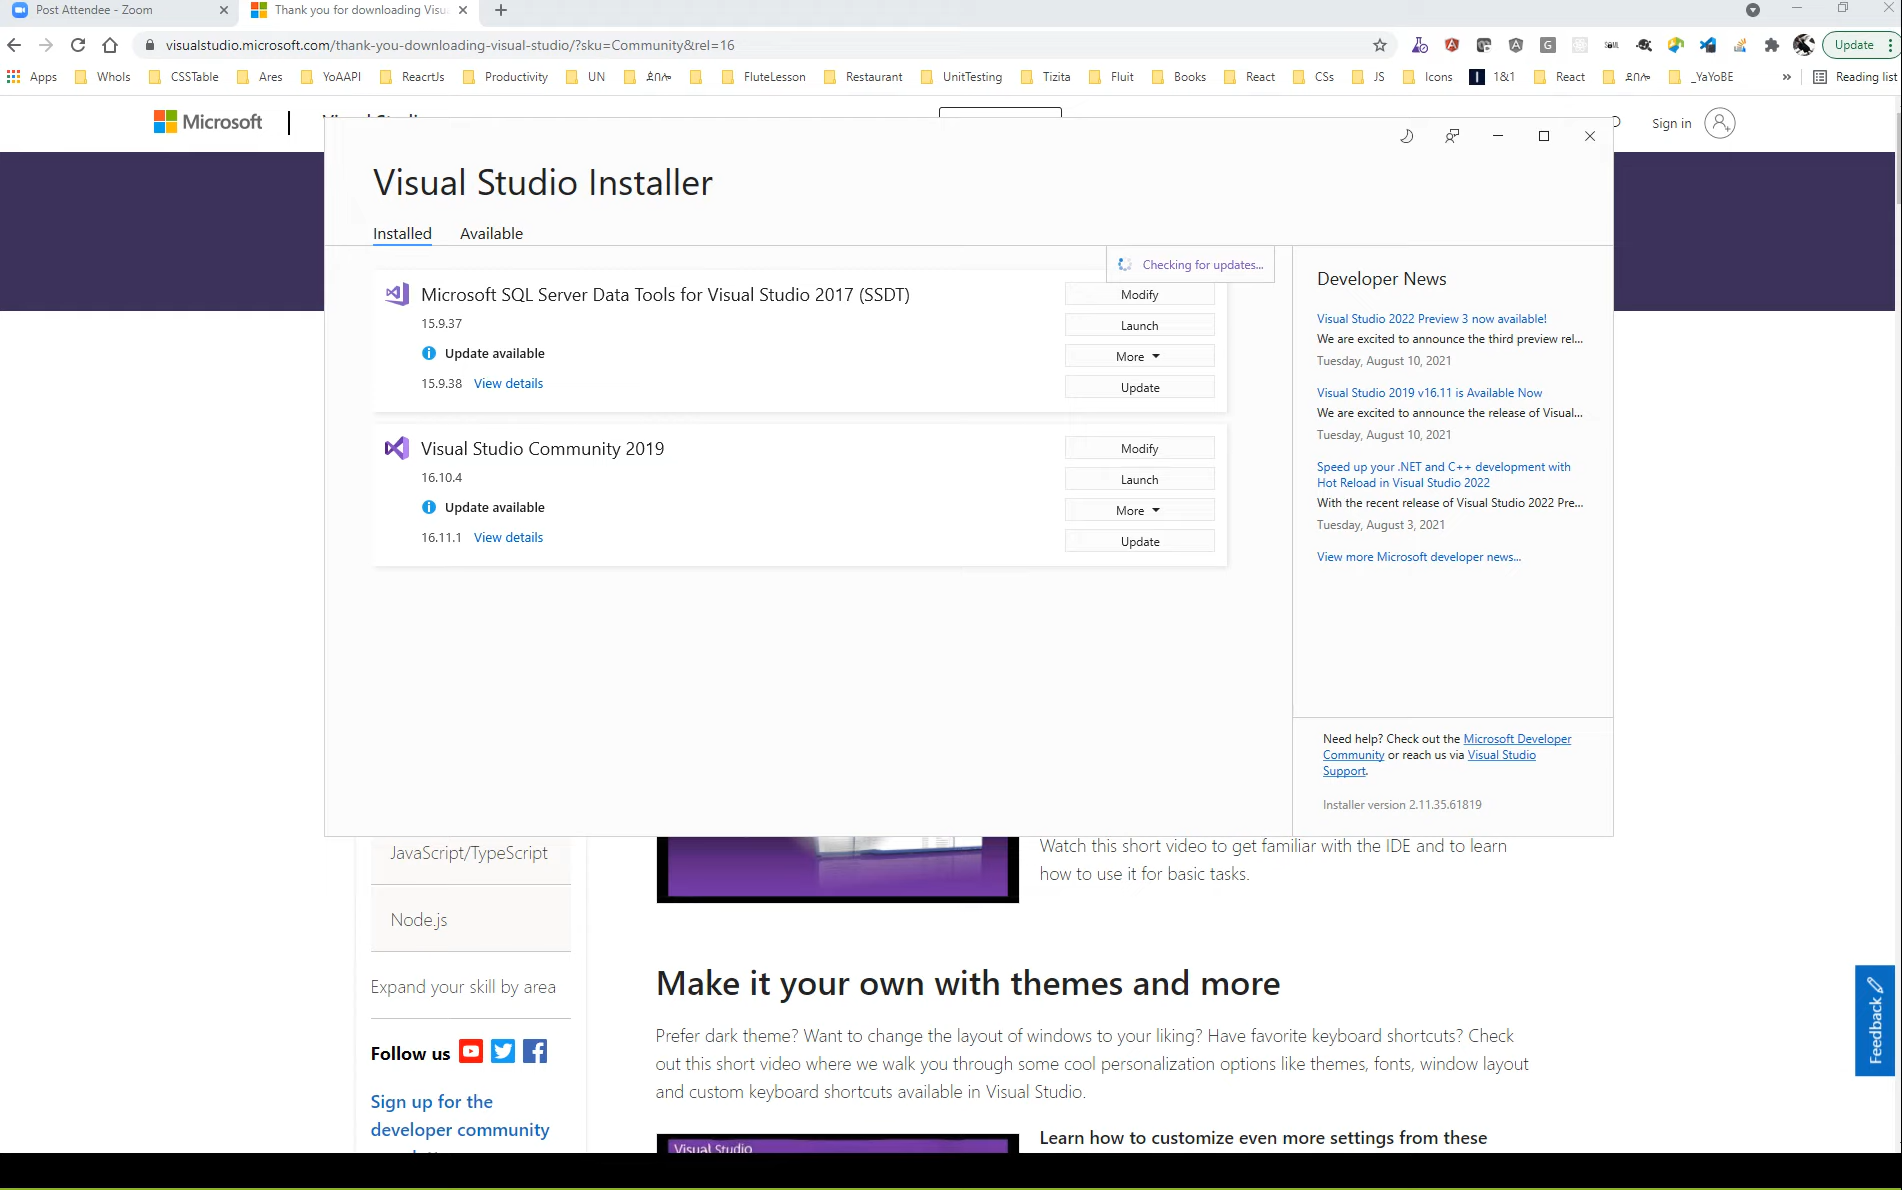 Post Attendee - Zoom
Thank you for downloading Visu
visualstudio.microsoft.com/thank-you-downloading-visual-studio/?sku=Community&rel=16
Update
Apps WhoIs CSSTable Ares YoAAPI ReacrtJs Productivity UN FluteLesson Restaurant UnitTesting Tizita Fluit Books React CSs JS Icons 1&1 React _YaYoBE » Reading list
Microsoft
Sign in
Visual Studio Installer
Installed Available
Checking for updates...
Microsoft SQL Server Data Tools for Visual Studio 2017 (SSDT)
15.9.37
Update available
15.9.38 View details
Modify
Launch
More
Update
Visual Studio Community 2019
16.10.4
Update available
16.11.1 View details
Modify
Launch
More
Update
Developer News
Visual Studio 2022 Preview 3 now available!
We are excited to announce the third preview rel...
Tuesday, August 10, 2021
Visual Studio 2019 v16.11 is Available Now
We are excited to announce the release of Visual...
Tuesday, August 10, 2021
Speed up your .NET and C++ development with
Hot Reload in Visual Studio 2022
With the recent release of Visual Studio 2022 Pre...
Tuesday, August 3, 2021
View more Microsoft developer news...
Need help? Check out the Microsoft Developer
Community or reach us via Visual Studio
Support.
Installer version 2.11.35.61819
JavaScript/TypeScript
Node.js
Expand your skill by area
Follow us
Sign up for the
developer community
Watch this short video to get familiar with the IDE and to learn
how to use it for basic tasks.
Make it your own with themes and more
Prefer dark theme? Want to change the layout of windows to your liking? Have favorite keyboard shortcuts? Check
out this short video where we walk you through some cool personalization options like themes, fonts, window layout
and custom keyboard shortcuts available in Visual Studio.
Visual Studio
Learn how to customize even more settings from these
Feedback